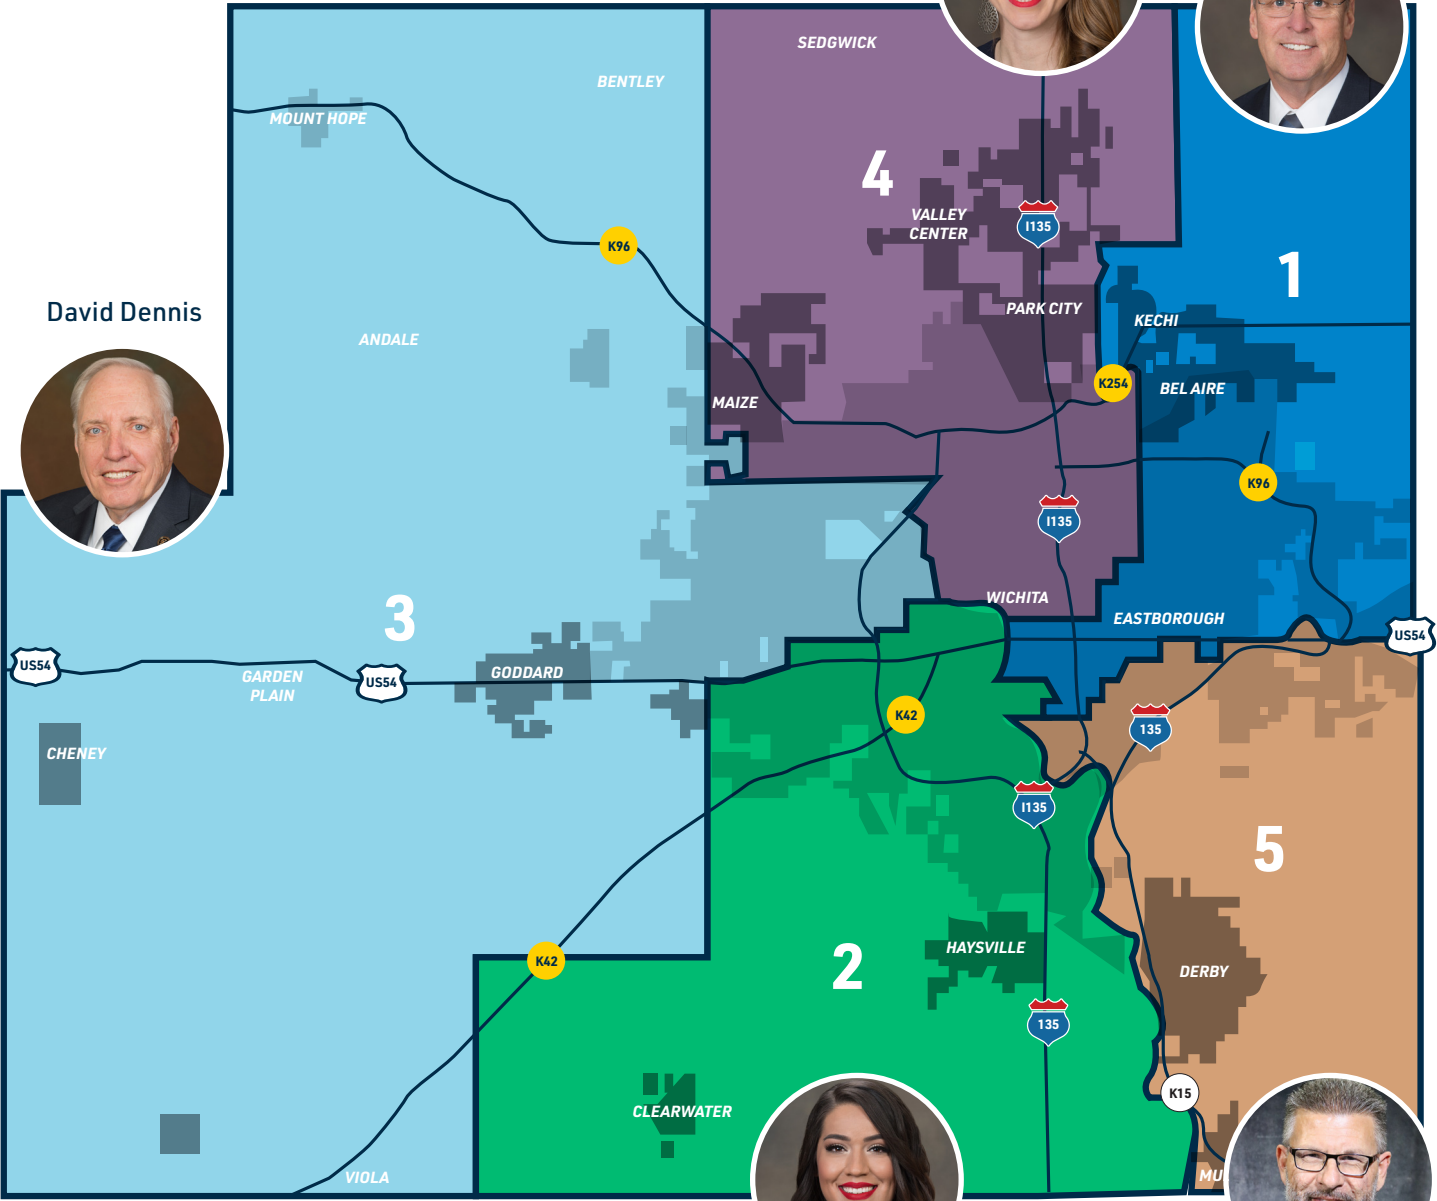 SEDGWICK
BENTLEY
MOUNT HOPE
4
VALLEY
CENTER
I135
K96
1
David Dennis
PARK CITY
KECHI
ANDALE
K254
BEL AIRE
MAIZE
K96
I135
3
WICHITA
EASTBOROUGH
US54
US54
GARDEN
PLAIN
US54
GODDARD
K42
135
CHENEY
I135
5
2
HAYSVILLE
K42
DERBY
135
K15
CLEARWATER
VIOLA
MU